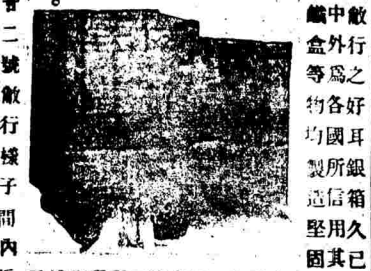 敝行之好耳銀箱久已
中外爲各國所信用其
鐵盒等物均製造堅固
二號敝行樣子間內